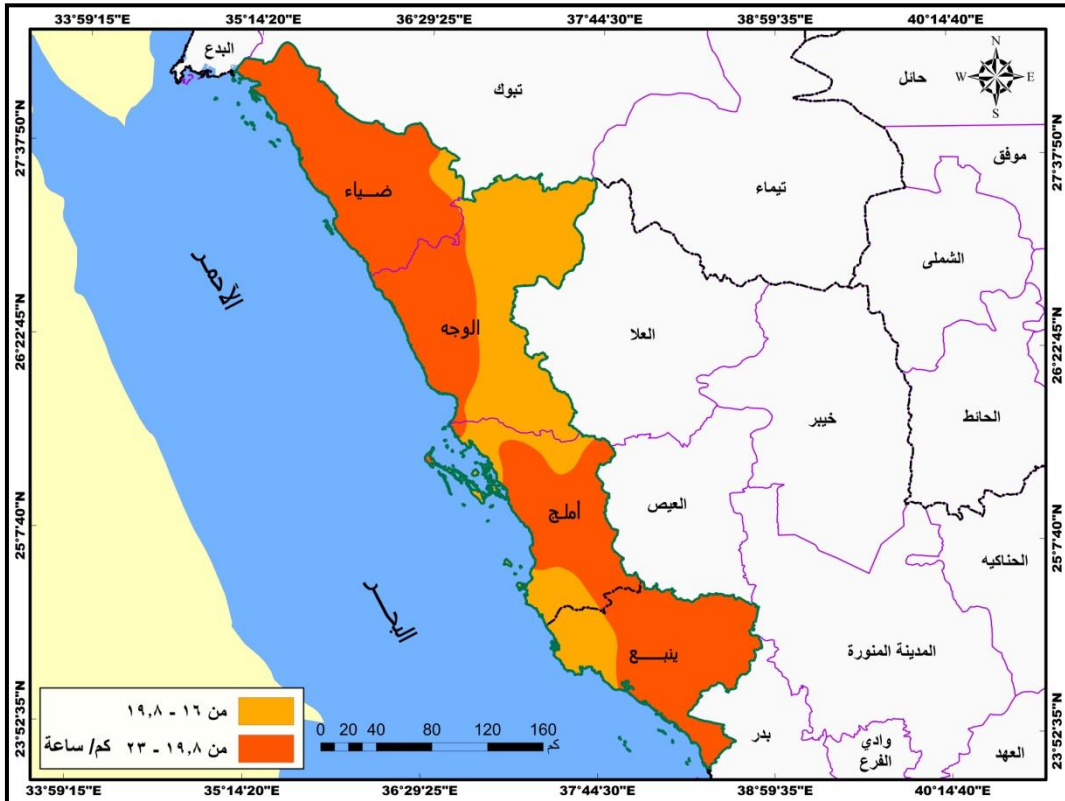 33°59'15"E 35°14'20"E 36°29'25"E 37°44'30"E 38°59'35"E 40°14'40"E
البدع
N
W E
S
حائل
تبوك
27°37'50"N
27°37'50"N
موقق
تيماء
ضـــياء
الشملى
الأحمر
26°22'45"N
26°22'45"N
الوجه
العلا
الحائط
خيبر
أملـج
العيص
25°7'40"N
25°7'40"N
الحناكيه
البحـــر
ينبـــــع
المدينة المنورة
من ١٦ - ١٩,٨
من ١٩,٨ - ٢٣ كم/ ساعة
0 20 40 80 120 160
كم
23°52'35"N
23°52'35"N
بدر
وادي
الفرع
العهد
33°59'15"E 35°14'20"E 36°29'25"E 37°44'30"E 38°59'35"E 40°14'40"E